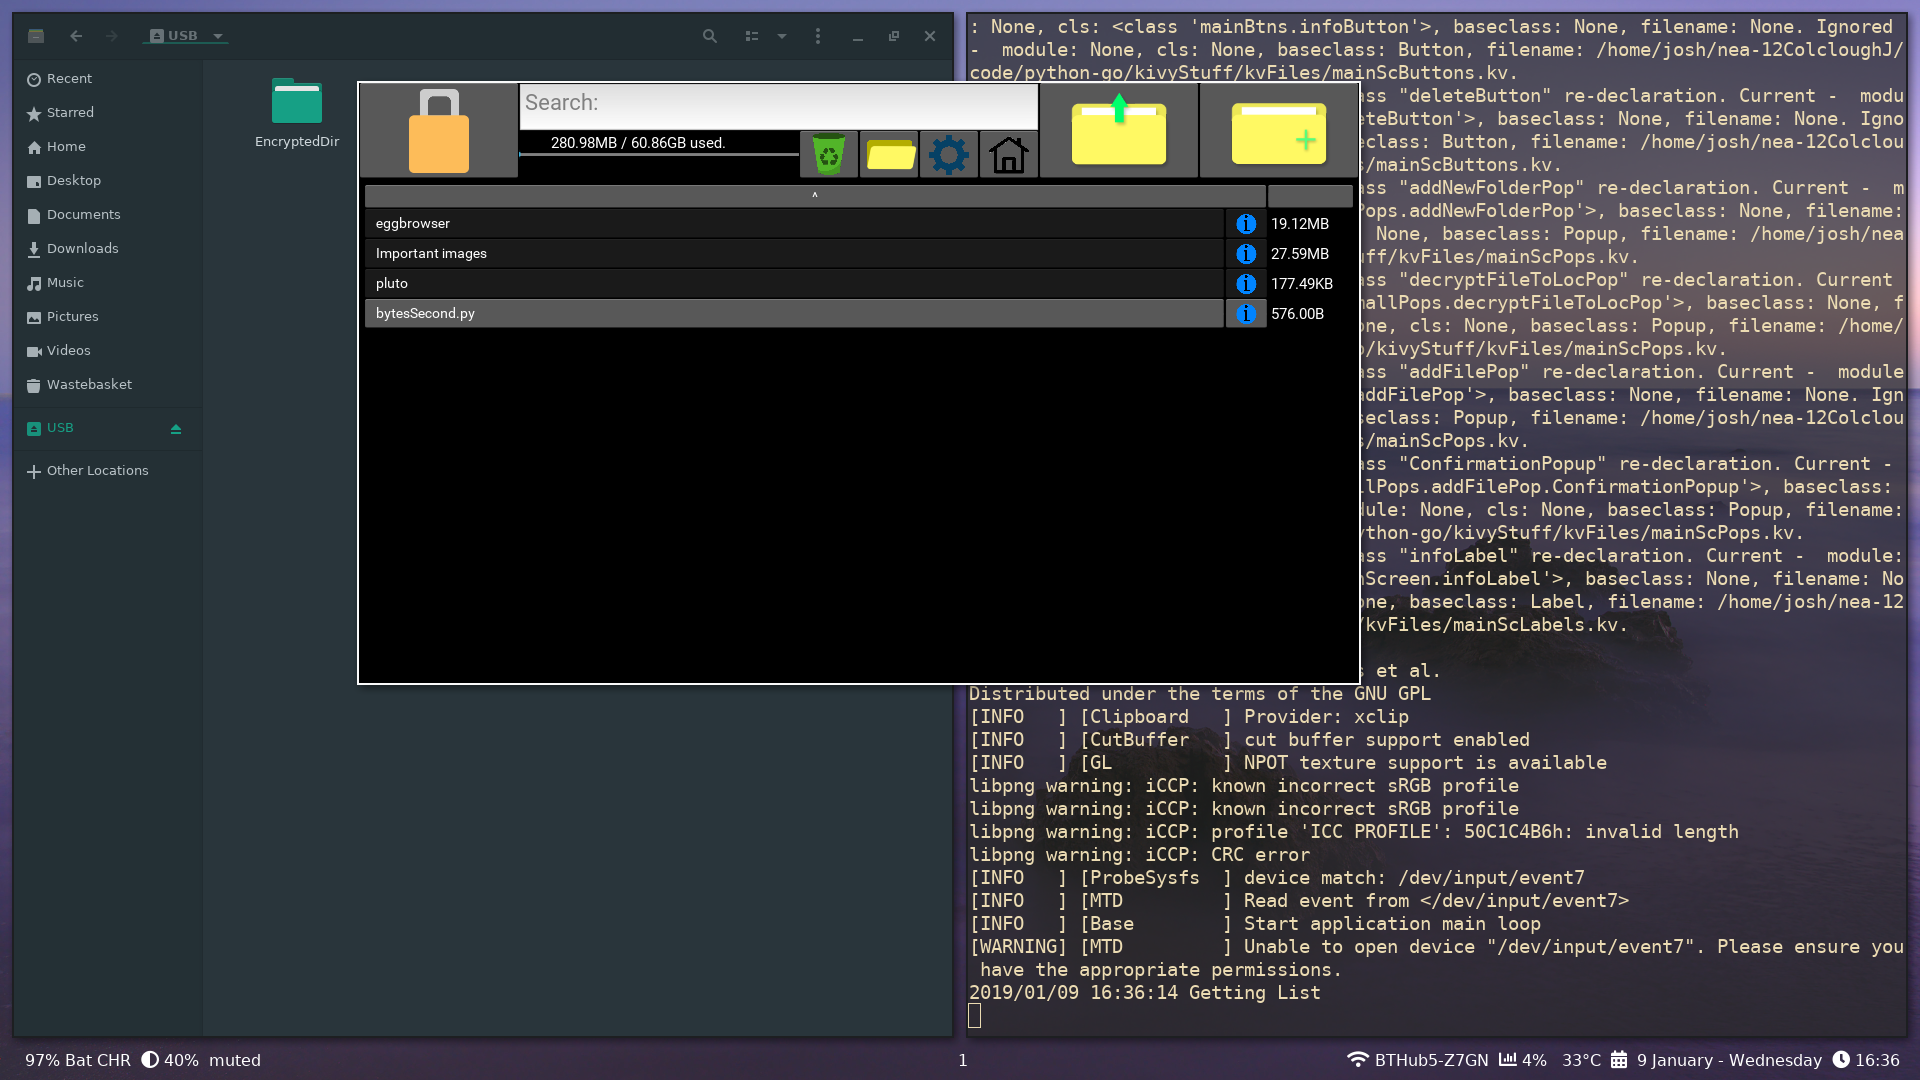 USB
Recent
Starred
Home
Desktop
Documents
Downloads
Music
Pictures
Videos
Wastebasket
USB
Other Locations
EncryptedDir
Search:
280.98MB / 60.86GB used.
^
eggbrowser
19.12MB
Important images
27.59MB
pluto
177.49KB
bytesSecond.py
576.00B
: None, cls: <class 'mainBtns.infoButton'>, baseclass: None, filename: None. Ignored
-  module: None, cls: None, baseclass: Button, filename: /home/josh/nea-12ColcloughJ/
code/python-go/kivyStuff/kvFiles/mainScButtons.kv.
ass "deleteButton" re-declaration. Current -  modu
eteButton'>, baseclass: None, filename: None. Igno
class: Button, filename: /home/josh/nea-12Colclou
/mainScButtons.kv.
ass "addNewFolderPop" re-declaration. Current -  m
Pops.addNewFolderPop'>, baseclass: None, filename:
None, baseclass: Popup, filename: /home/josh/nea
ff/kvFiles/mainScPops.kv.
ass "decryptFileToLocPop" re-declaration. Current
mallPops.decryptFileToLocPop'>, baseclass: None, f
one, cls: None, baseclass: Popup, filename: /home/
/kivyStuff/kvFiles/mainScPops.kv.
ass "addFilePop" re-declaration. Current -  module
addFilePop'>, baseclass: None, filename: None. Ign
seclass: Popup, filename: /home/josh/nea-12Colclou
/mainScPops.kv.
ass "ConfirmationPopup" re-declaration. Current -
llPops.addFilePop.ConfirmationPopup'>, baseclass:
dule: None, cls: None, baseclass: Popup, filename:
ython-go/kivyStuff/kvFiles/mainScPops.kv.
ass "infoLabel" re-declaration. Current -  module:
nScreen.infoLabel'>, baseclass: None, filename: No
one, baseclass: Label, filename: /home/josh/nea-12
/kvFiles/mainScLabels.kv.
s et al.
Distributed under the terms of the GNU GPL
[INFO   ] [Clipboard   ] Provider: xclip
[INFO   ] [CutBuffer   ] cut buffer support enabled
[INFO   ] [GL          ] NPOT texture support is available
libpng warning: iCCP: known incorrect sRGB profile
libpng warning: iCCP: known incorrect sRGB profile
libpng warning: iCCP: profile 'ICC PROFILE': 50C1C4B6h: invalid length
libpng warning: iCCP: CRC error
[INFO   ] [ProbeSysfs  ] device match: /dev/input/event7
[INFO   ] [MTD         ] Read event from </dev/input/event7>
[INFO   ] [Base        ] Start application main loop
[WARNING] [MTD         ] Unable to open device "/dev/input/event7". Please ensure you
 have the appropriate permissions.
2019/01/09 16:36:14 Getting List
97% Bat CHR 40% muted
1
BTHub5-Z7GN 4% 33°C 9 January - Wednesday 16:36